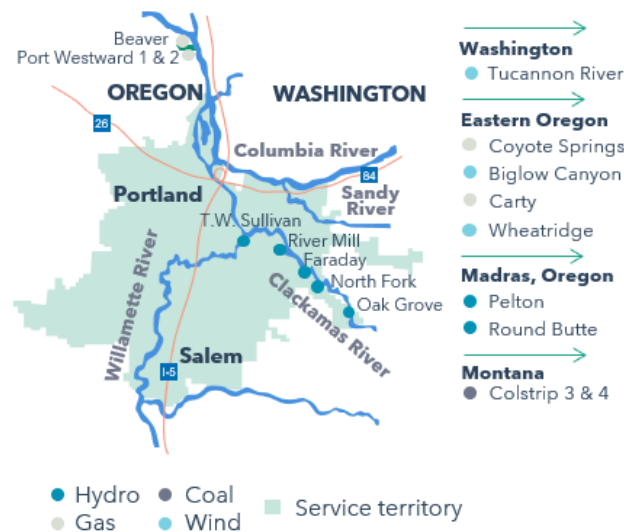 Beaver
Port Westward 1 & 2
OREGON
WASHINGTON
26
Columbia River
84
Portland
Sandy
River
T.W. Sullivan
River Mill
Faraday
North Fork
Oak Grove
Willamette River
Clackamas River
Salem
I-5
Washington
Tucannon River
Eastern Oregon
Coyote Springs
Biglow Canyon
Carty
Wheatridge
Madras, Oregon
Pelton
Round Butte
Montana
Colstrip 3 & 4
Hydro
Coal
Gas
Wind
Service territory